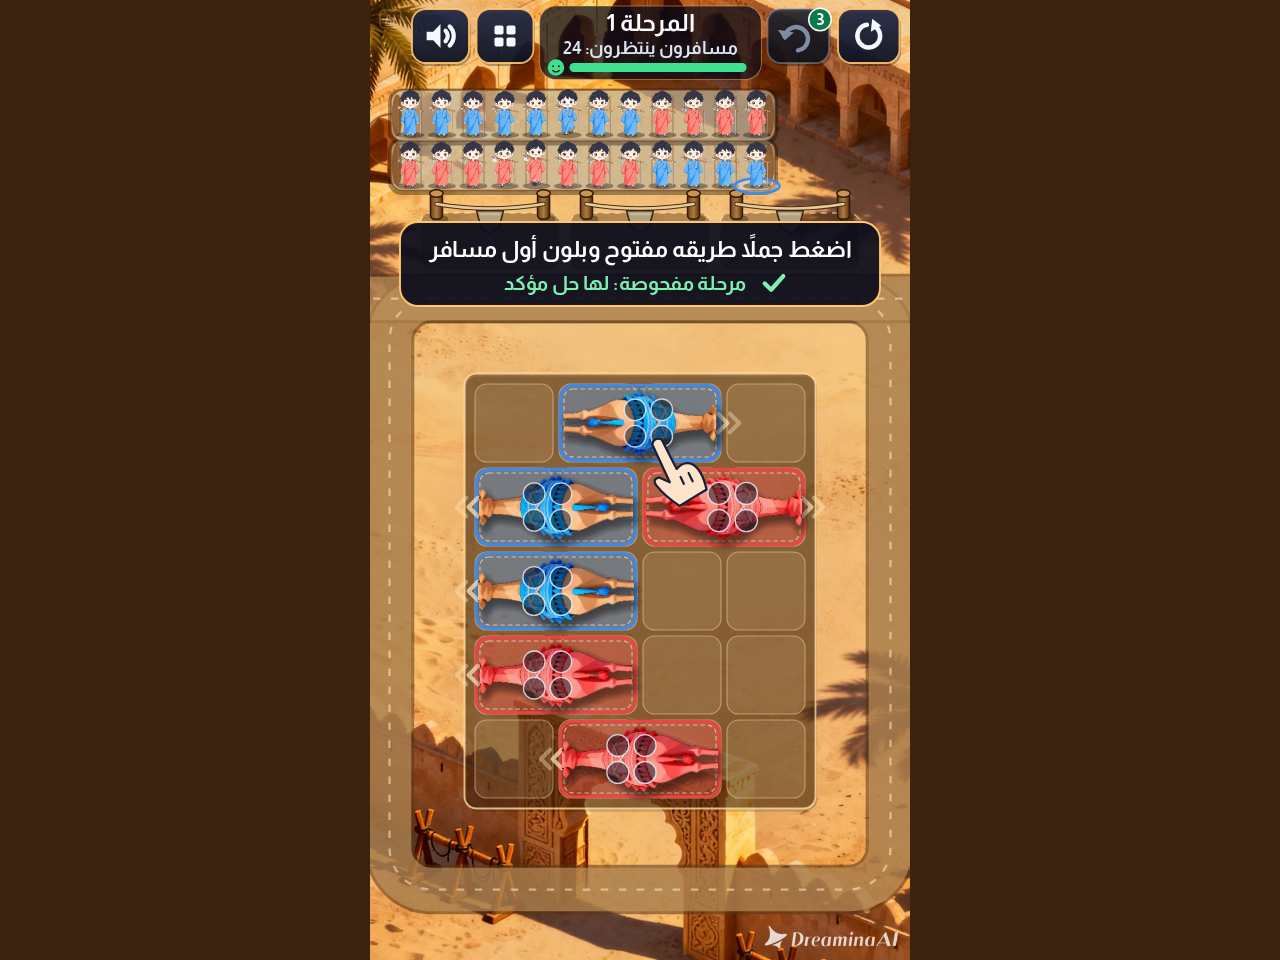 المرحلة 1
مسافرون ينتظرون: 24
3
اضغط جملًا طريقه مفتوح وبلون أول مسافر
مرحلة مفحوصة: لها حل مؤكد
DreaminaAI